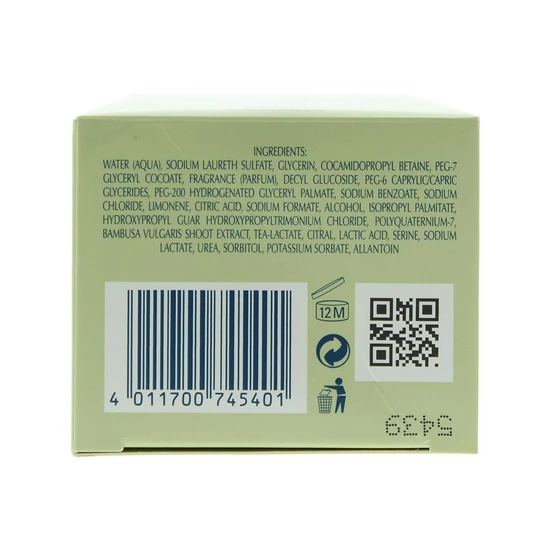 INGREDIENTS:
WATER (AQUA), SODIUM LAURETH SULFATE, GLYCERIN, COCAMIDOPROPYL BETAINE, PEG-7
GLYCERYL COCOATE, FRAGRANCE (PARFUM), DECYL GLUCOSIDE, PEG-6 CAPRYLIC/CAPRIC
GLYCERIDES, PEG-200 HYDROGENATED GLYCERYL PALMATE, SODIUM BENZOATE, SODIUM
CHLORIDE, LIMONENE, CITRIC ACID, SODIUM FORMATE, ALCOHOL, ISOPROPYL PALMITATE,
HYDROXYPROPYL GUAR HYDROXYPROPYLTRIMONIUM CHLORIDE, POLYQUATERNIUM-7,
BAMBUSA VULGARIS SHOOT EXTRACT, TEA-LACTATE, CITRAL, LACTIC ACID, SERINE, SODIUM
LACTATE, UREA, SORBITOL, POTASSIUM SORBATE, ALLANTOIN
12 M
4 011700 745401
5439